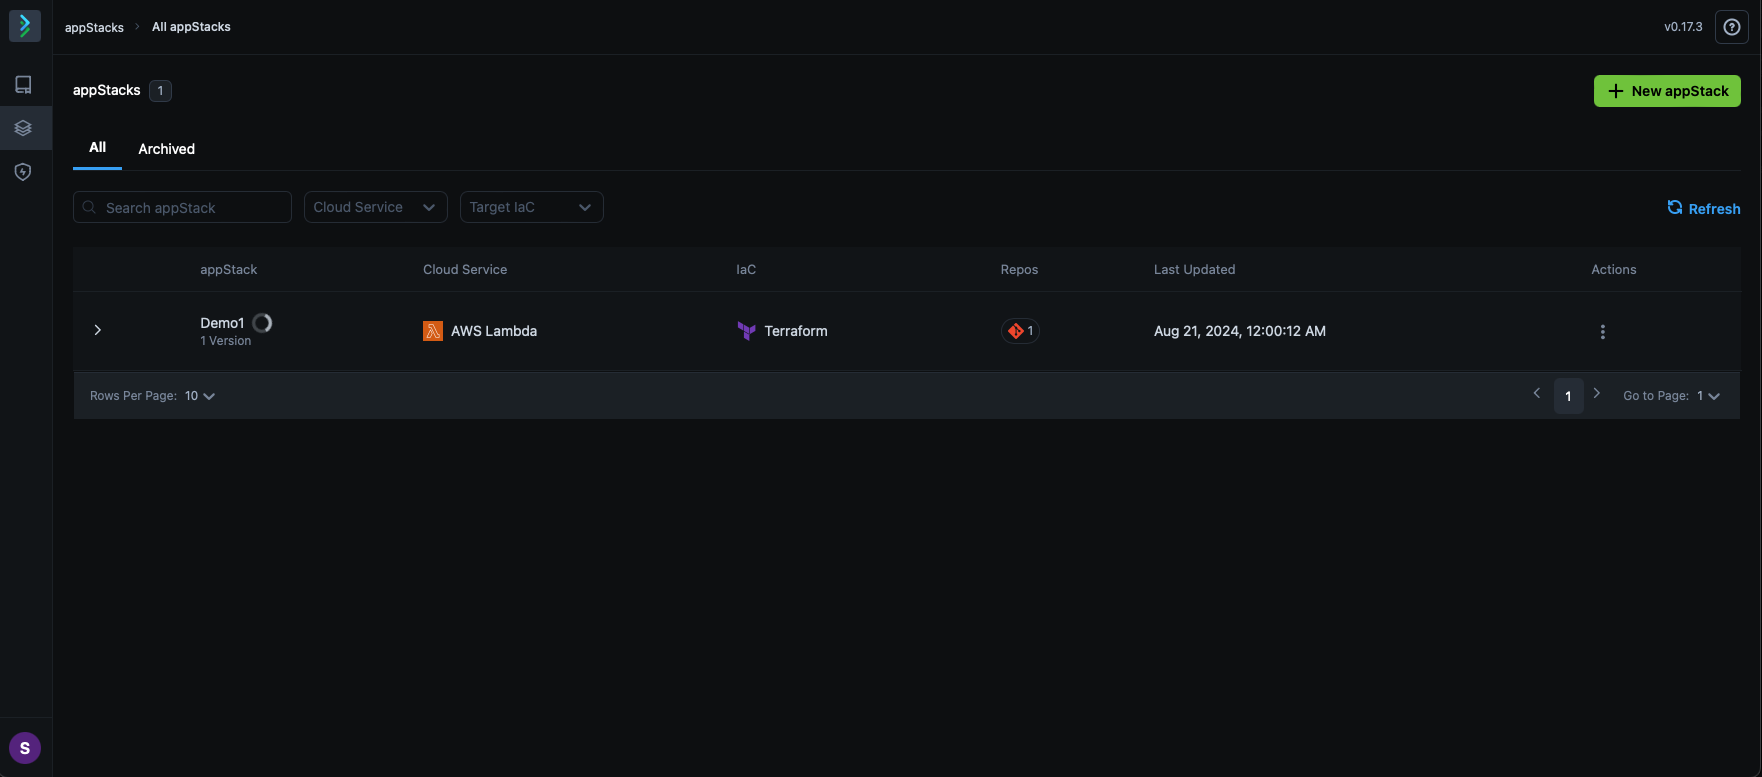 appStacks > All appStacks
v0.17.3
appStacks 1
New appStack
All
Archived
Search appStack
Cloud Service
Target IaC
Refresh
appStack
Cloud Service
IaC
Repos
Last Updated
Actions
Demo1
1 Version
AWS Lambda
Terraform
1
Aug 21, 2024, 12:00:12 AM
Rows Per Page: 10
1
Go to Page: 1
S